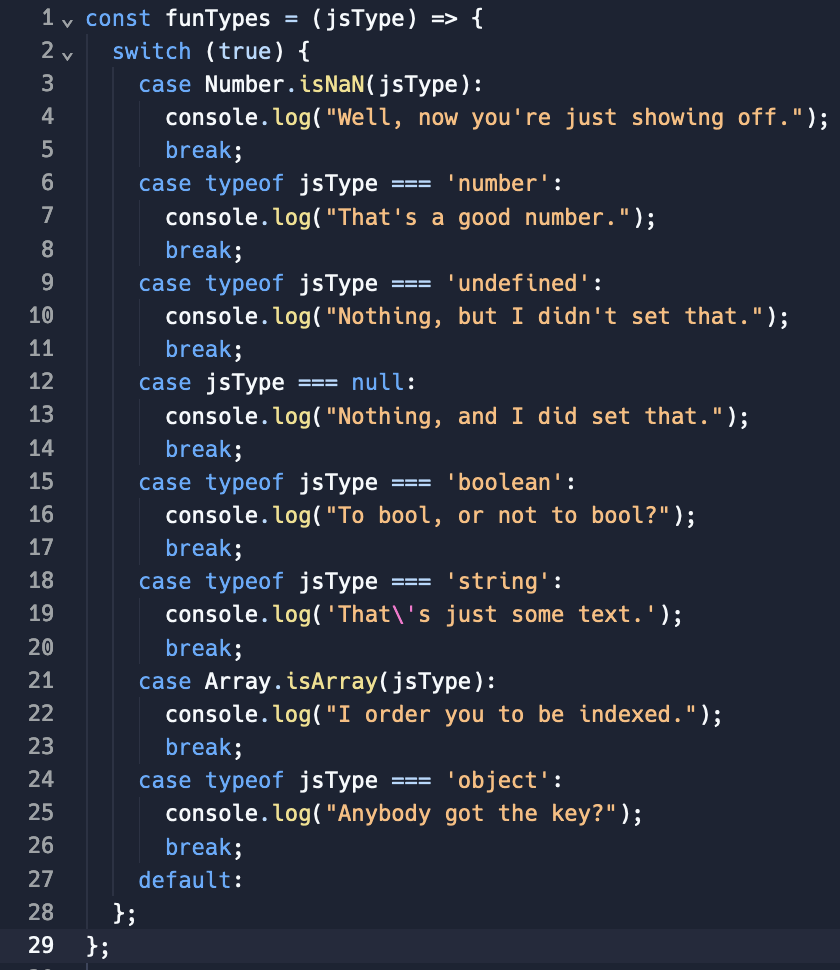 1 const funTypes = (jsType) => {
2   switch (true) {
3     case Number.isNaN(jsType):
4       console.log("Well, now you're just showing off.");
5       break;
6     case typeof jsType === 'number':
7       console.log("That's a good number.");
8       break;
9     case typeof jsType === 'undefined':
10       console.log("Nothing, but I didn't set that.");
11       break;
12     case jsType === null:
13       console.log("Nothing, and I did set that.");
14       break;
15     case typeof jsType === 'boolean':
16       console.log("To bool, or not to bool?");
17       break;
18     case typeof jsType === 'string':
19       console.log('That\'s just some text.');
20       break;
21     case Array.isArray(jsType):
22       console.log("I order you to be indexed.");
23       break;
24     case typeof jsType === 'object':
25       console.log("Anybody got the key?");
26       break;
27     default:
28   };
29 };